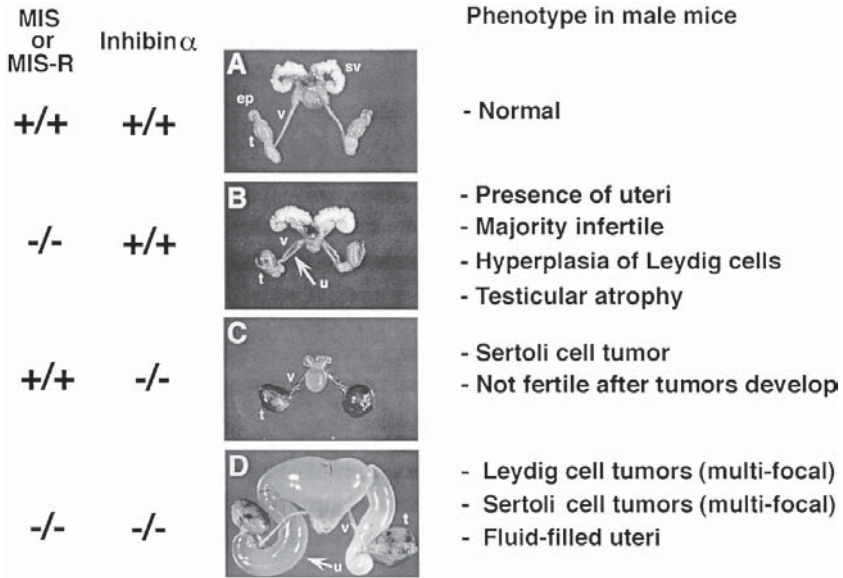 MIS
or
MIS-R
Inhibin α
Phenotype in male mice
+/+
+/+
A
sv
ep
v
t
- Normal
-/-
+/+
B
v
t
u
- Presence of uteri
- Majority infertile
- Hyperplasia of Leydig cells
- Testicular atrophy
+/+
-/-
C
v
t
- Sertoli cell tumor
- Not fertile after tumors develop
-/-
-/-
D
v
t
u
- Leydig cell tumors (multi-focal)
- Sertoli cell tumors (multi-focal)
- Fluid-filled uteri